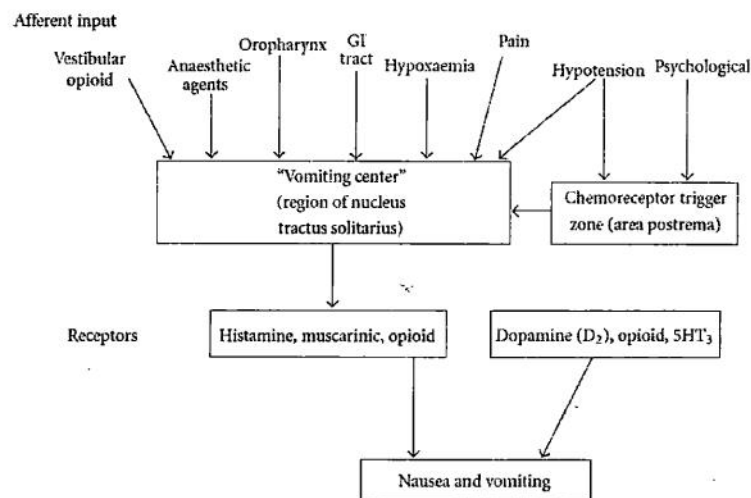 Afferent input
Vestibular
opioid
Anaesthetic
agents
Oropharynx
GI
tract
Hypoxaemia
Pain
Hypotension
Psychological
“Vomiting center”
(region of nucleus
tractus solitarius)
Chemoreceptor trigger
zone (area postrema)
Receptors
Histamine, muscarinic, opioid
Dopamine (D₂), opioid, 5HT₃
Nausea and vomiting